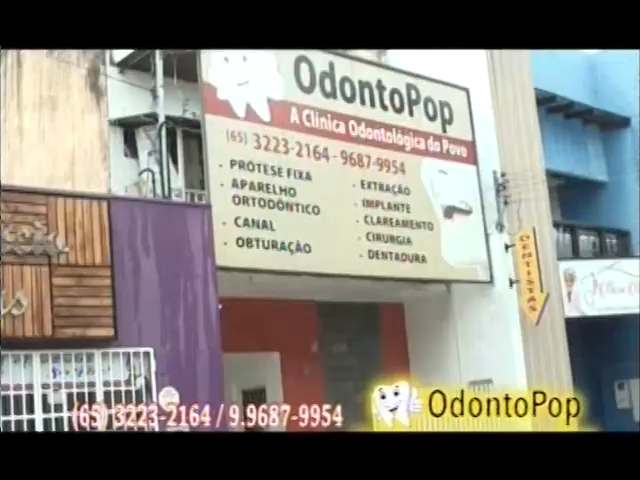 OdontoPop
A Clínica Odontológica do Povo
(65) 3223-2164 - 9687-9954
· PRÓTESE FIXA
· APARELHO
ORTODÔNTICO
· CANAL
· OBTURAÇÃO
· EXTRAÇÃO
· IMPLANTE
· CLAREAMENTO
· CIRURGIA
· DENTADURA
DENTISTAS
(65) 3223-2164 / 9.9687-9954
OdontoPop